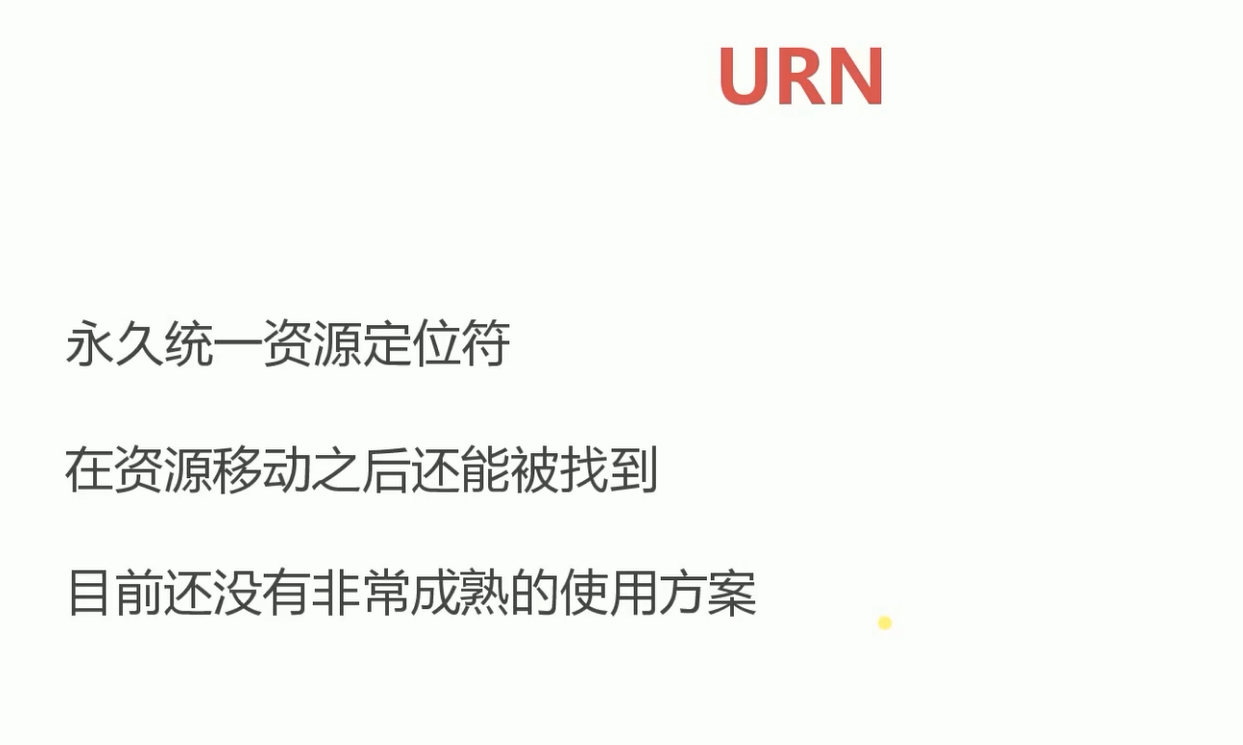 URN
永久统一资源定位符
在资源移动之后还能被找到
目前还没有非常成熟的使用方案